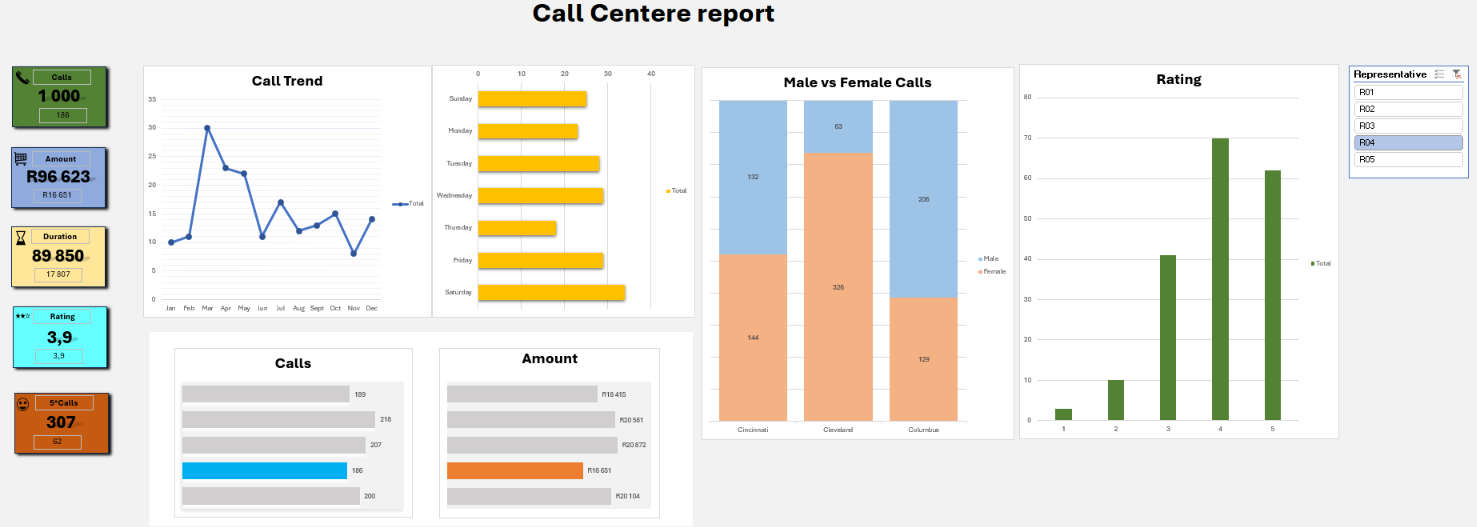 Call Centere report
Calls
1 000
186
Amount
R96 623
R16 651
Duration
89 850
17 807
Rating
3,9
3,9
5*Calls
307
62
Call Trend
35
30
25
20
15
10
5
0
Jan Feb Mar Apr May Jun Jul Aug Sept Oct Nov Dec
Total
0 10 20 30 40
Sunday
Monday
Tuesday
Wednesday
Thursday
Friday
Saturday
Total
Calls
189
218
207
186
200
Amount
R18 415
R20 581
R20 872
R16 651
R20 104
Male vs Female Calls
132 63 205
144 326 129
Cincinnati Cleveland Columbus
Male
Female
Rating
80
70
60
50
40
30
20
10
0
1 2 3 4 5
Total
Representative
R01
R02
R03
R04
R05